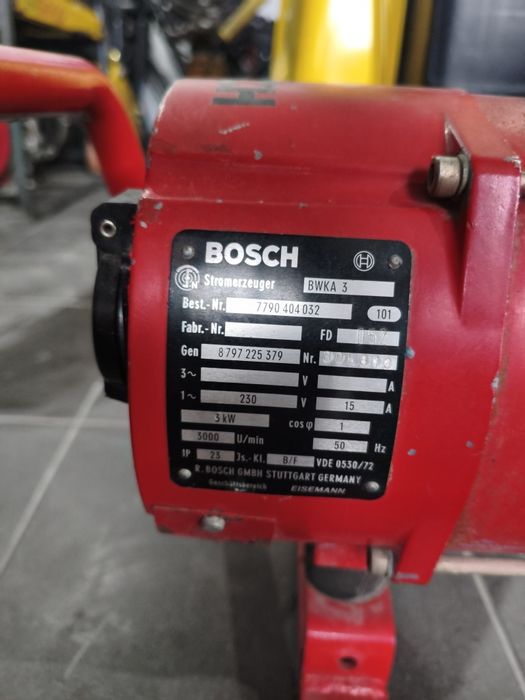 BOSCH
Stromerzeuger BWKA 3
Best.-Nr. 7790 404 032 101
Fabr.-Nr. FD
Gen 8 797 225 379 Nr.
3~ V A
1~ 230 V 15 A
3 kW cos φ 1
3000 U/min 50 Hz
IP 23 Js.-Kl. B/F VDE 0530/72
R. BOSCH GMBH STUTTGART GERMANY
Geschäftsbereich EISEMANN